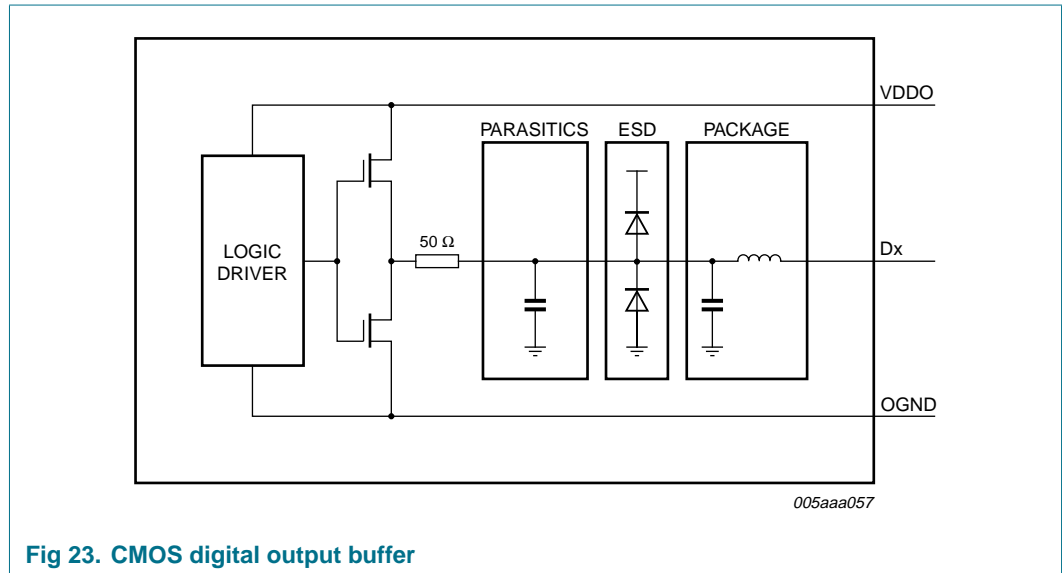 VDDO
PARASITICS ESD PACKAGE
LOGIC
DRIVER
50 Ω
Dx
OGND
005aaa057
Fig 23. CMOS digital output buffer